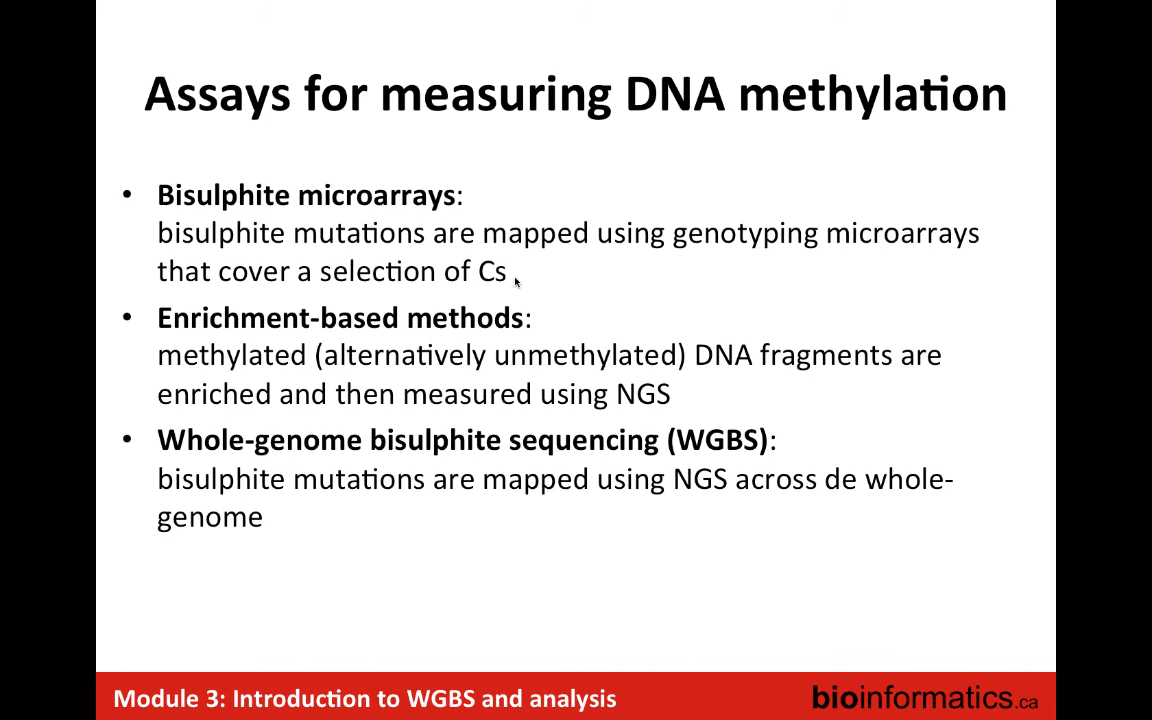 Assays for measuring DNA methylation
• Bisulphite microarrays:
bisulphite mutations are mapped using genotyping microarrays
that cover a selection of Cs
• Enrichment-based methods:
methylated (alternatively unmethylated) DNA fragments are
enriched and then measured using NGS
• Whole-genome bisulphite sequencing (WGBS):
bisulphite mutations are mapped using NGS across de whole-
genome
Module 3: Introduction to WGBS and analysis
bioinformatics.ca